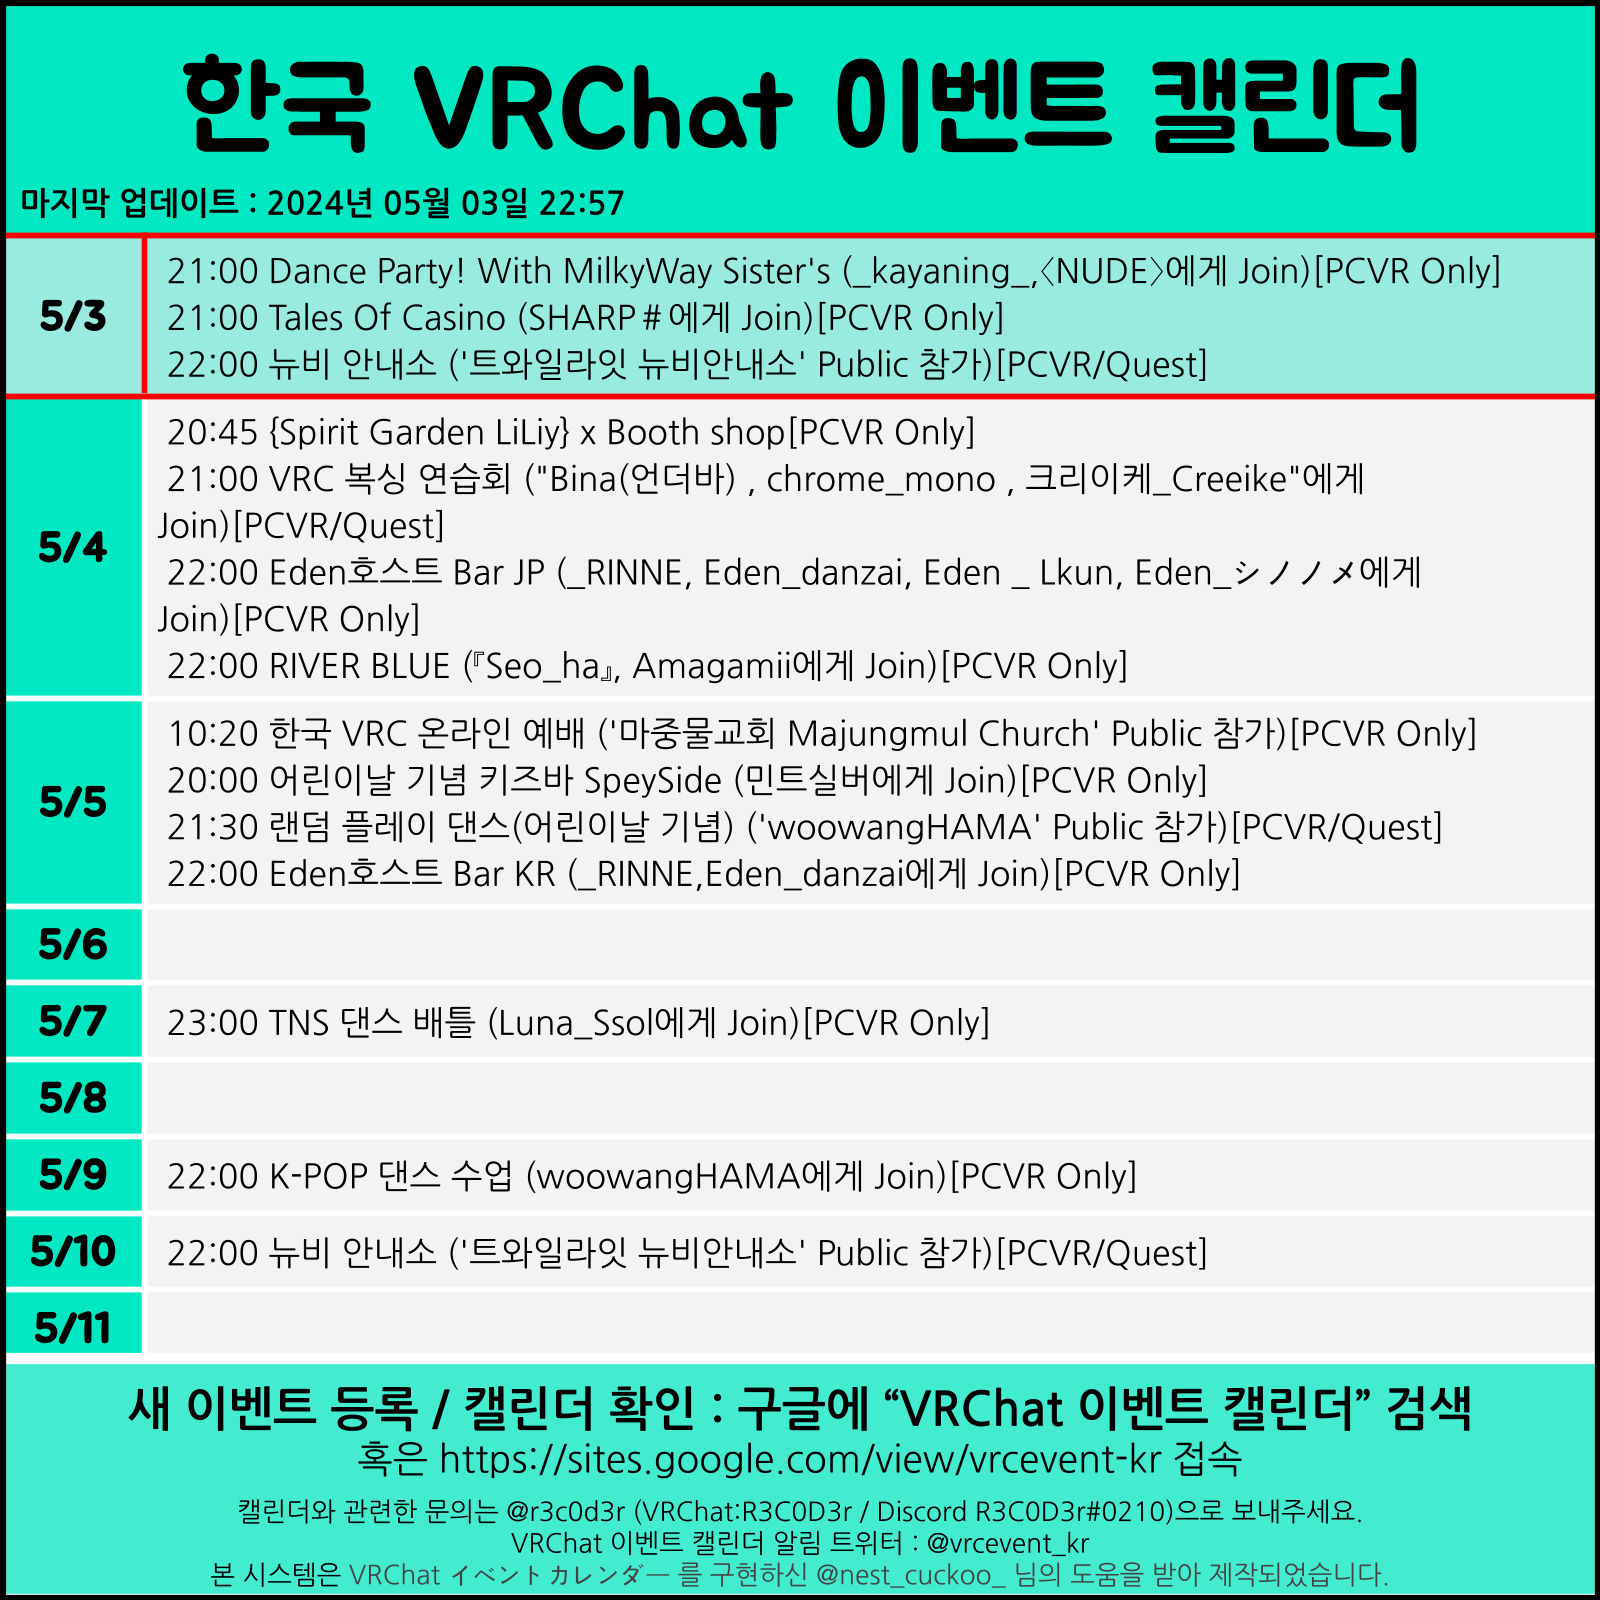 한국 VRChat 이벤트 캘린더
마지막 업데이트 : 2024년 05월 03일 22:57
5/3
21:00 Dance Party! With MilkyWay Sister's (_kayaning_,〈NUDE〉에게 Join)[PCVR Only]
21:00 Tales Of Casino (SHARP＃에게 Join)[PCVR Only]
22:00 뉴비 안내소 ('트와일라잇 뉴비안내소' Public 참가)[PCVR/Quest]
5/4
20:45 {Spirit Garden LiLiy} x Booth shop[PCVR Only]
21:00 VRC 복싱 연습회 ("Bina(언더바) , chrome_mono , 크리이케_Creeike"에게
Join)[PCVR/Quest]
22:00 Eden호스트 Bar JP (_RINNE, Eden_danzai, Eden _ Lkun, Eden_シノノメ에게
Join)[PCVR Only]
22:00 RIVER BLUE (『Seo_ha』, Amagamii에게 Join)[PCVR Only]
5/5
10:20 한국 VRC 온라인 예배 ('마중물교회 Majungmul Church' Public 참가)[PCVR Only]
20:00 어린이날 기념 키즈바 SpeySide (민트실버에게 Join)[PCVR Only]
21:30 랜덤 플레이 댄스(어린이날 기념) ('woowangHAMA' Public 참가)[PCVR/Quest]
22:00 Eden호스트 Bar KR (_RINNE,Eden_danzai에게 Join)[PCVR Only]
5/6
5/7
23:00 TNS 댄스 배틀 (Luna_Ssol에게 Join)[PCVR Only]
5/8
5/9
22:00 K-POP 댄스 수업 (woowangHAMA에게 Join)[PCVR Only]
5/10
22:00 뉴비 안내소 ('트와일라잇 뉴비안내소' Public 참가)[PCVR/Quest]
5/11
새 이벤트 등록 / 캘린더 확인 : 구글에 “VRChat 이벤트 캘린더” 검색
혹은 https://sites.google.com/view/vrcevent-kr 접속
캘린더와 관련한 문의는 @r3c0d3r (VRChat:R3C0D3r / Discord R3C0D3r#0210)으로 보내주세요.
VRChat 이벤트 캘린더 알림 트위터 : @vrcevent_kr
본 시스템은 VRChat イベントカレンダー 를 구현하신 @nest_cuckoo_ 님의 도움을 받아 제작되었습니다.